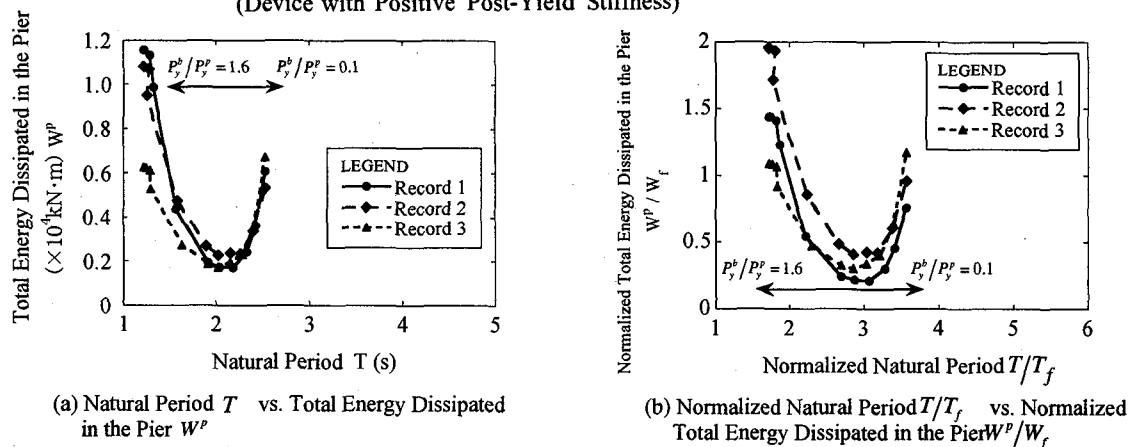 (Device with Positive Post-Yield Stiffness)
Total Energy Dissipated in the Pier
(×10⁴kN·m) Wᵖ
1.2
1.0
0.8
0.6
0.4
0.2
0
P_y^b/P_y^p = 1.6
P_y^b/P_y^p = 0.1
LEGEND
Record 1
Record 2
Record 3
1 2 3 4 5
Natural Period T (s)
(a) Natural Period T vs. Total Energy Dissipated
in the Pier Wᵖ
Normalized Total Energy Dissipated in the Pier
Wᵖ / W_f
2
1.5
1
0.5
0
LEGEND
Record 1
Record 2
Record 3
P_y^b/P_y^p = 1.6
P_y^b/P_y^p = 0.1
1 2 3 4 5 6
Normalized Natural Period T/T_f
(b) Normalized Natural Period T/T_f vs. Normalized
Total Energy Dissipated in the Pier Wᵖ/W_f